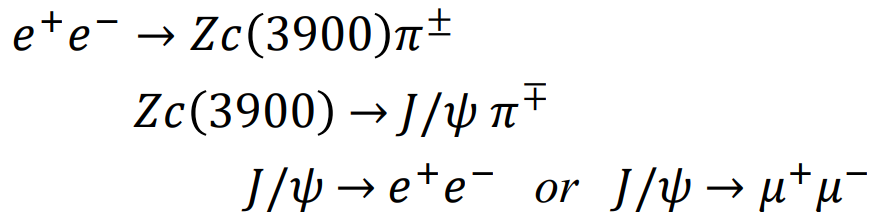 e⁺e⁻ → Zc(3900)π^±
Zc(3900) → J/ψ π^∓
J/ψ → e⁺e⁻ or J/ψ → μ⁺μ⁻